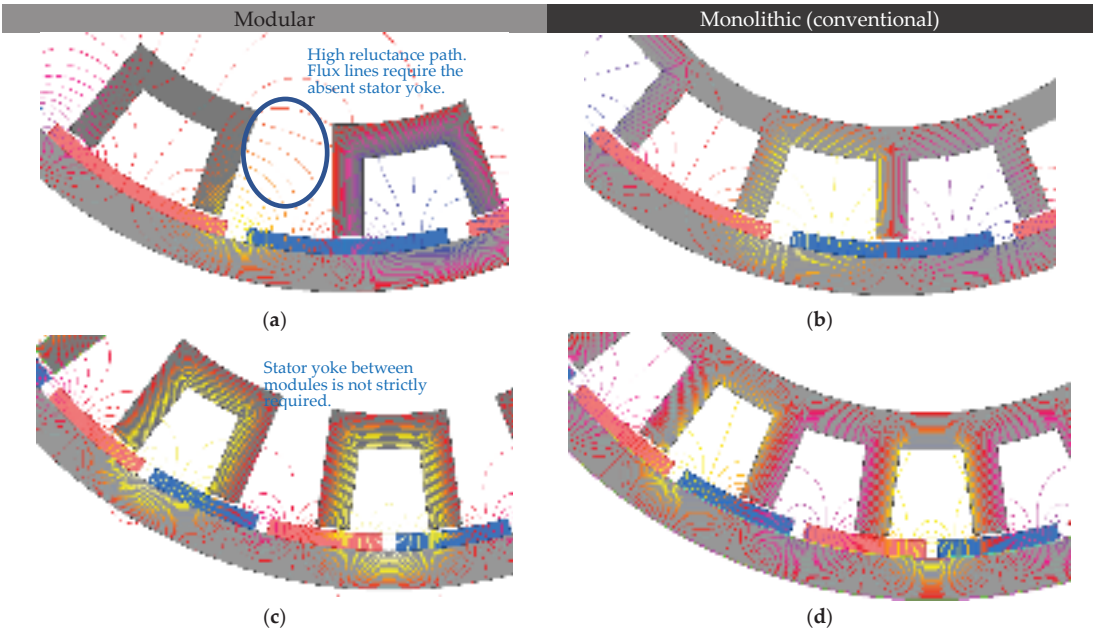 Modular
Monolithic (conventional)
High reluctance path.
Flux lines require the
absent stator yoke.
(a)
(b)
Stator yoke between
modules is not strictly
required.
(c)
(d)